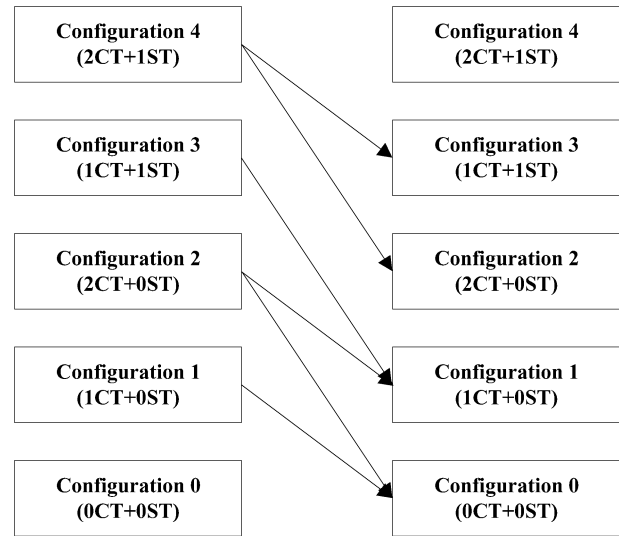 Configuration 4
(2CT+1ST)
Configuration 4
(2CT+1ST)
Configuration 3
(1CT+1ST)
Configuration 3
(1CT+1ST)
Configuration 2
(2CT+0ST)
Configuration 2
(2CT+0ST)
Configuration 1
(1CT+0ST)
Configuration 1
(1CT+0ST)
Configuration 0
(0CT+0ST)
Configuration 0
(0CT+0ST)